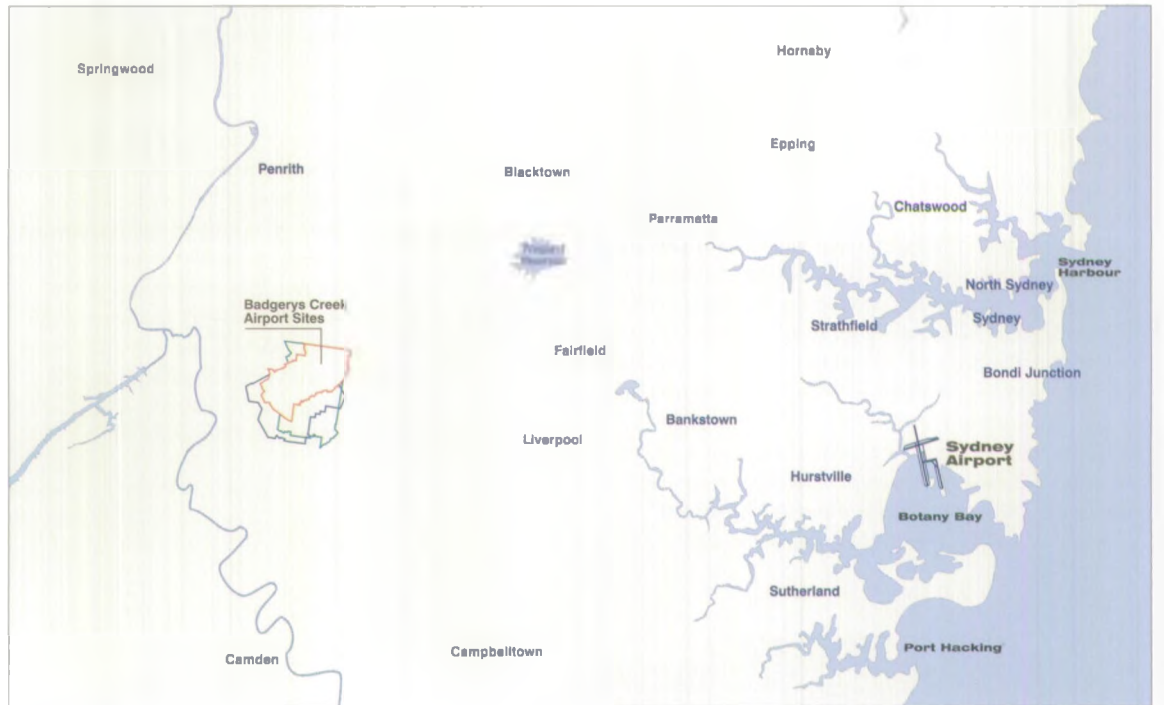 Hornsby
Springwood
Epping
Penrith
Blacktown
Chatswood
Parramatta
Sydney
Harbour
North Sydney
Badgerys Creek
Airport Sites
Sydney
Strathfield
Fairfield
Bondi Junction
Bankstown
Liverpool
Sydney
Airport
Hurstville
Botany Bay
Sutherland
Port Hacking
Campbelltown
Camden